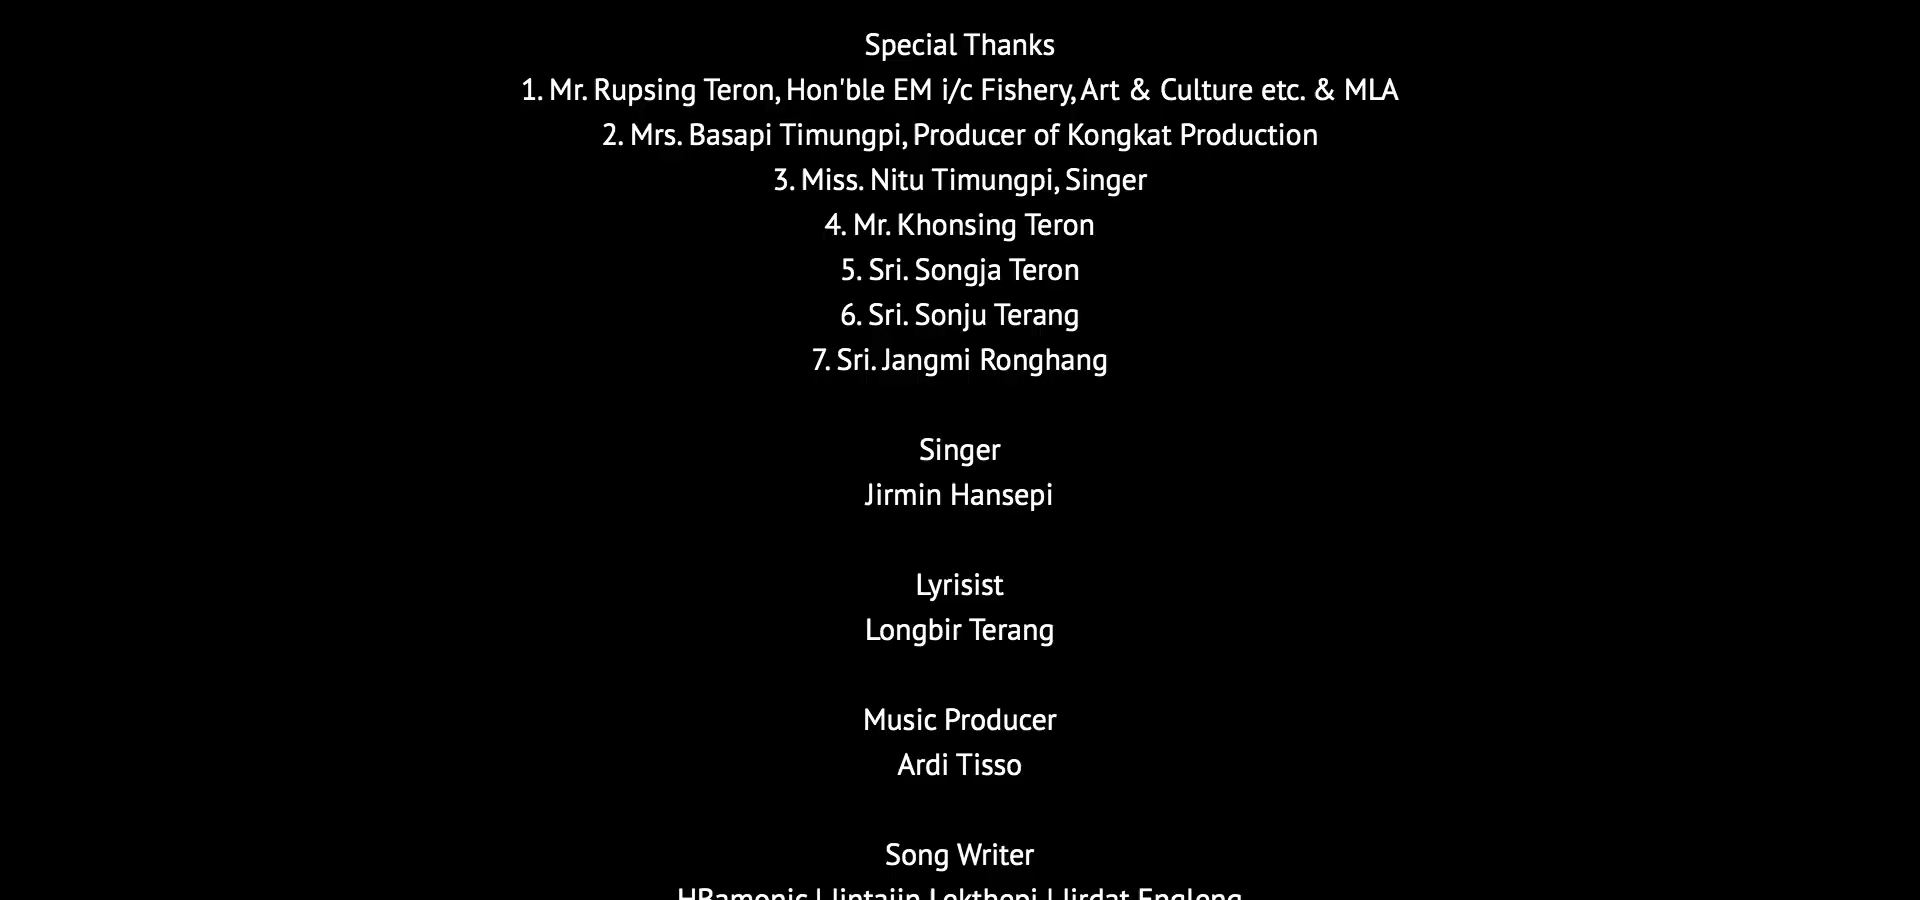 Special Thanks
1. Mr. Rupsing Teron, Hon'ble EM i/c Fishery, Art & Culture etc. & MLA
2. Mrs. Basapi Timungpi, Producer of Kongkat Production
3. Miss. Nitu Timungpi, Singer
4. Mr. Khonsing Teron
5. Sri. Songja Teron
6. Sri. Sonju Terang
7. Sri. Jangmi Ronghang
Singer
Jirmin Hansepi
Lyrisist
Longbir Terang
Music Producer
Ardi Tisso
Song Writer